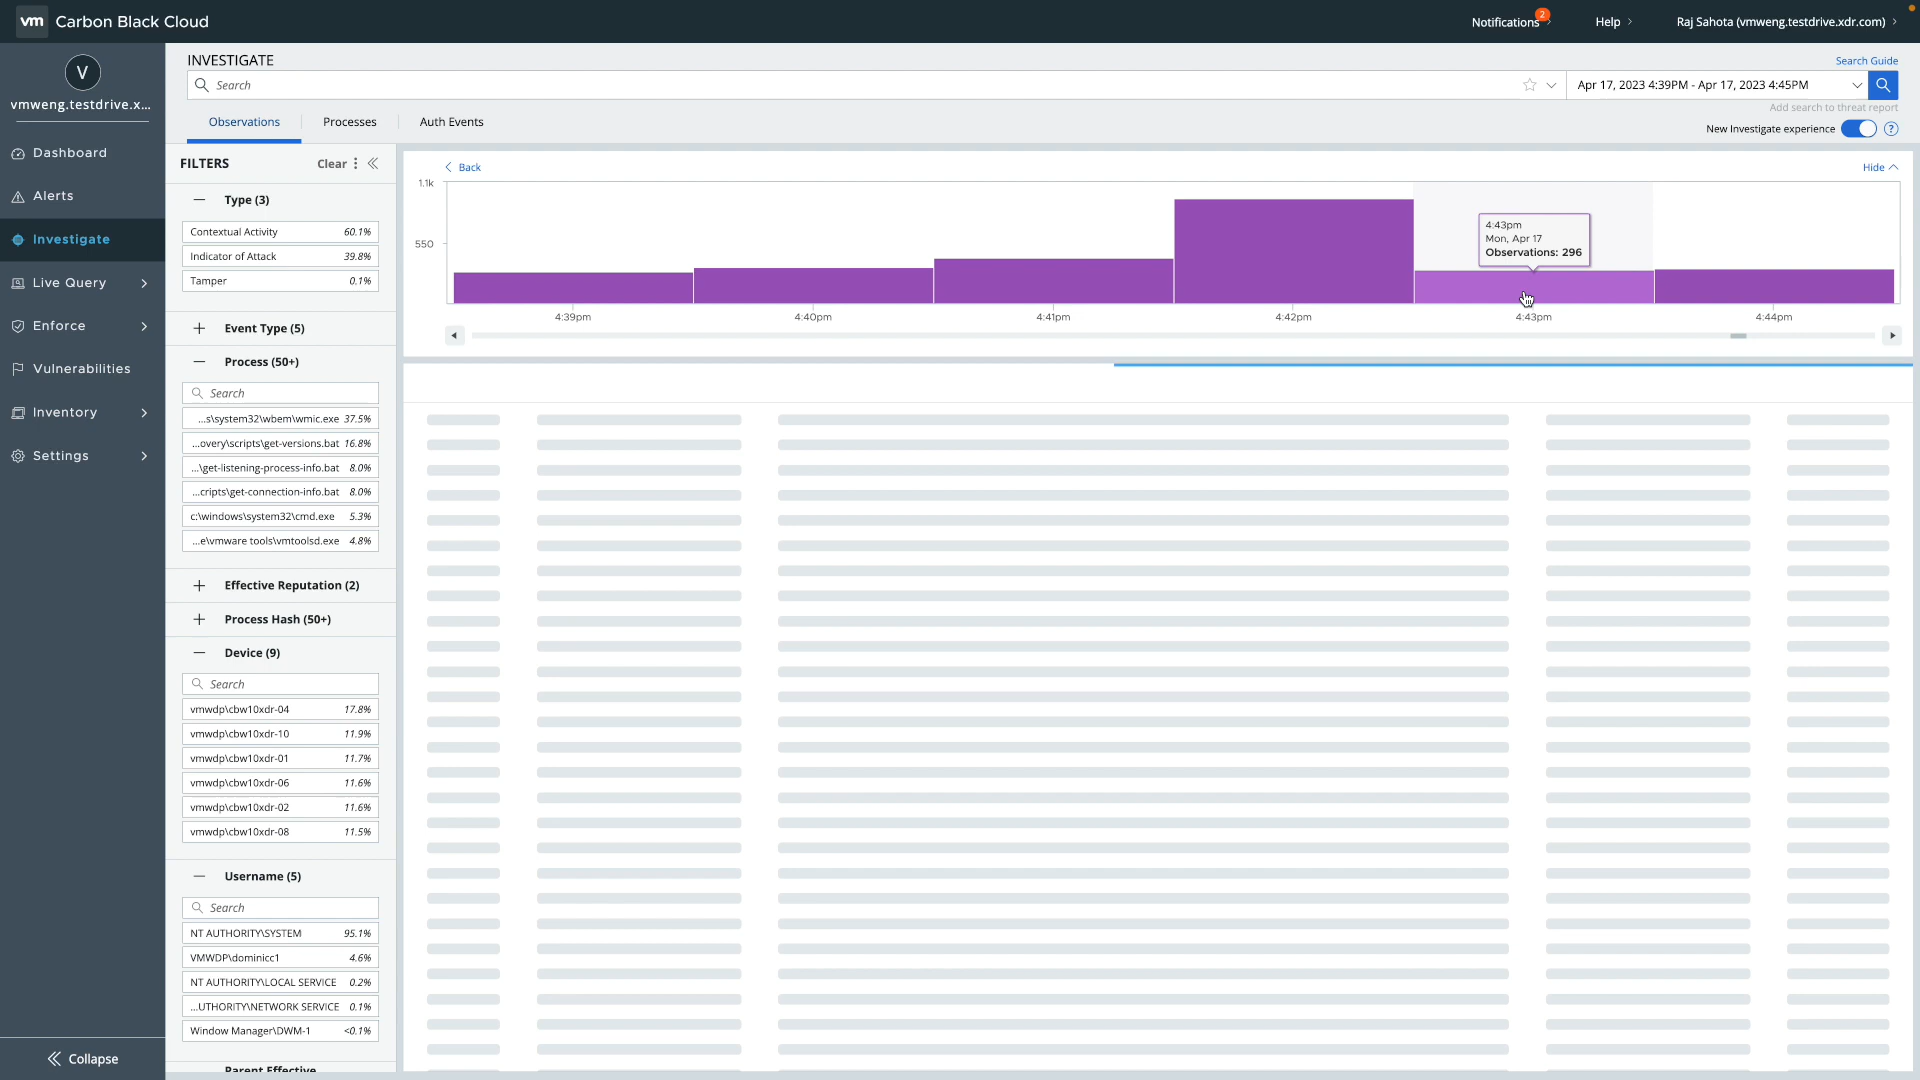 vm Carbon Black Cloud
Notifications 2
Help
Raj Sahota (vmweng.testdrive.xdr.com)
V
vmweng.testdrive.x...
Dashboard
Alerts
Investigate
Live Query
Enforce
Vulnerabilities
Inventory
Settings
Collapse
INVESTIGATE
Search Guide
Search
Apr 17, 2023 4:39PM - Apr 17, 2023 4:45PM
Add search to threat report
Observations
Processes
Auth Events
New Investigate experience
?
FILTERS
Clear
Type (3)
Contextual Activity 60.1%
Indicator of Attack 39.8%
Tamper 0.1%
Event Type (5)
Process (50+)
Search
...s\system32\wbem\wmic.exe 37.5%
...overy\scripts\get-versions.bat 16.8%
...\get-listening-process-info.bat 8.0%
...cripts\get-connection-info.bat 8.0%
c:\windows\system32\cmd.exe 5.3%
...e\vmware tools\vmtoolsd.exe 4.8%
Effective Reputation (2)
Process Hash (50+)
Device (9)
Search
vmwdp\cbw10xdr-04 17.8%
vmwdp\cbw10xdr-10 11.9%
vmwdp\cbw10xdr-01 11.7%
vmwdp\cbw10xdr-06 11.6%
vmwdp\cbw10xdr-02 11.6%
vmwdp\cbw10xdr-08 11.5%
Username (5)
Search
NT AUTHORITY\SYSTEM 95.1%
VMWDP\dominicc1 4.6%
NT AUTHORITY\LOCAL SERVICE 0.2%
...UTHORITY\NETWORK SERVICE 0.1%
Window Manager\DWM-1 <0.1%
Parent Effective
Back
Hide
1.1k
550
4:43pm
Mon, Apr 17
Observations: 296
4:39pm
4:40pm
4:41pm
4:42pm
4:43pm
4:44pm